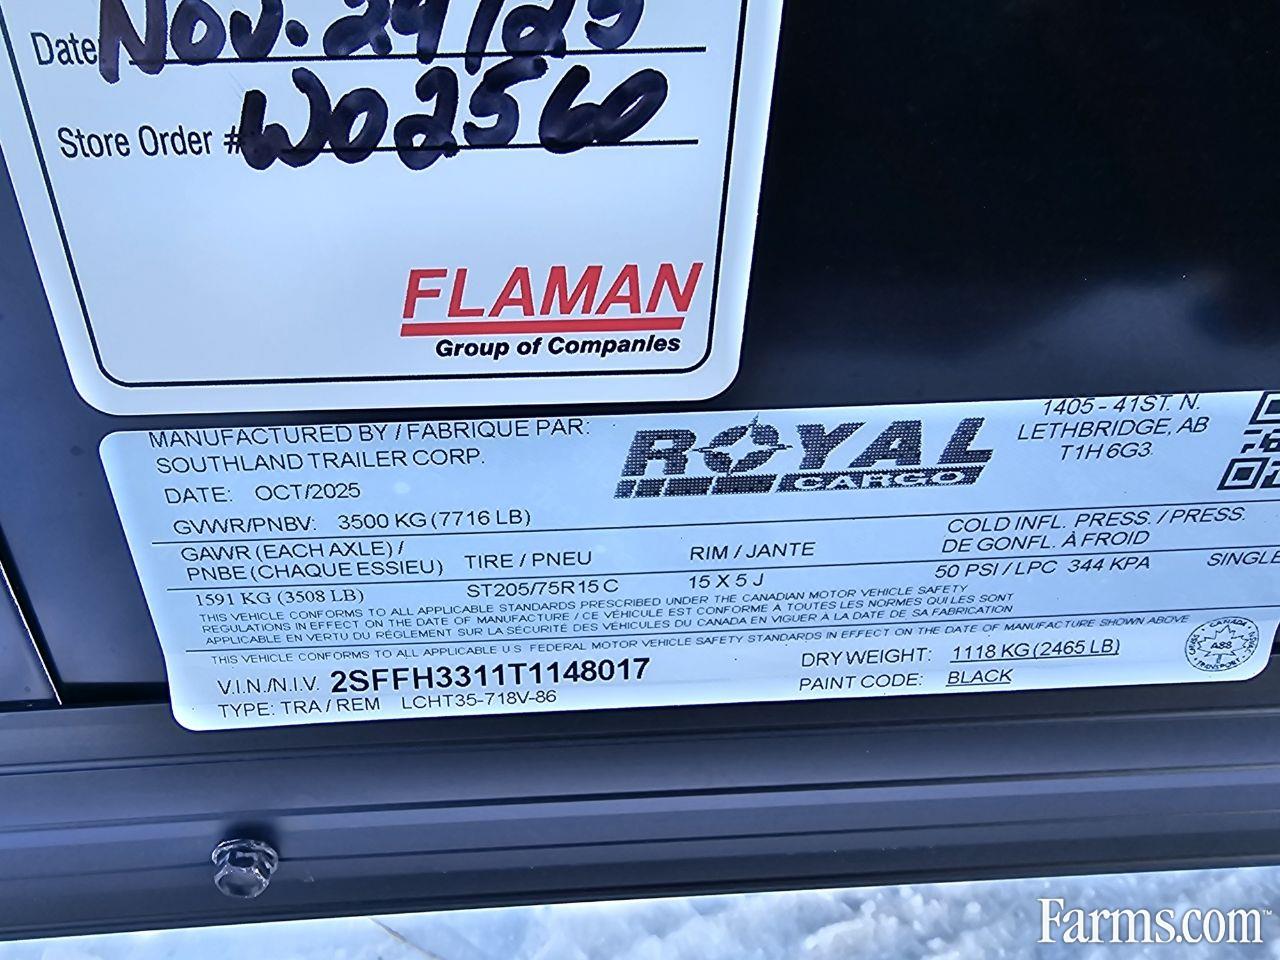 Date Nov. 24/25
Store Order # W02560
FLAMAN
Group of Companies
MANUFACTURED BY / FABRIQUE PAR:
SOUTHLAND TRAILER CORP.
ROYAL
CARGO
1405 - 41ST. N.
LETHBRIDGE, AB
T1H 6G3
DATE: OCT/2025
GVWR/PNBV: 3500 KG (7716 LB)
GAWR (EACH AXLE) /
PNBE (CHAQUE ESSIEU)
TIRE / PNEU
RIM / JANTE
COLD INFL. PRESS. / PRESS.
DE GONFL. À FROID
1591 KG (3508 LB)
ST205/75R15 C
15 X 5 J
50 PSI / LPC 344 KPA
SINGLE
THIS VEHICLE CONFORMS TO ALL APPLICABLE STANDARDS PRESCRIBED UNDER THE CANADIAN MOTOR VEHICLE SAFETY
REGULATIONS IN EFFECT ON THE DATE OF MANUFACTURE / CE VÉHICULE EST CONFORME A TOUTES LES NORMES QUI LES SONT
APPLICABLE EN VERTU DU RÉGLEMENT SUR LA SÉCURITÉ DES VÉHICULES DU CANADA EN VIGUER A LA DATE DE SA FABRICATION
THIS VEHICLE CONFORMS TO ALL APPLICABLE U.S. FEDERAL MOTOR VEHICLE SAFETY STANDARDS IN EFFECT ON THE DATE OF MANUFACTURE SHOWN ABOVE
V.I.N./N.I.V. 2SFFH3311T1148017
TYPE: TRA / REM LCHT35-718V-86
DRY WEIGHT: 1118 KG (2465 LB)
PAINT CODE: BLACK
CANADA
TRANSPORT
Farms.com™